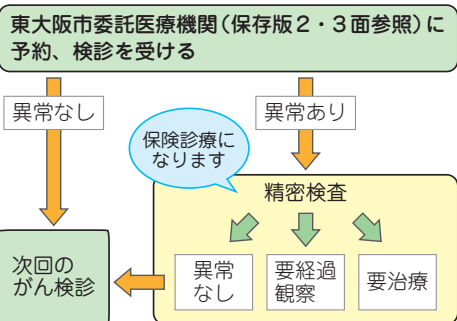 東大阪市委託医療機関（保存版２・３面参照）に
予約、検診を受ける
異常なし
異常あり
保険診療に
なります
精密検査
異常
なし
要経過
観察
要治療
次回の
がん検診